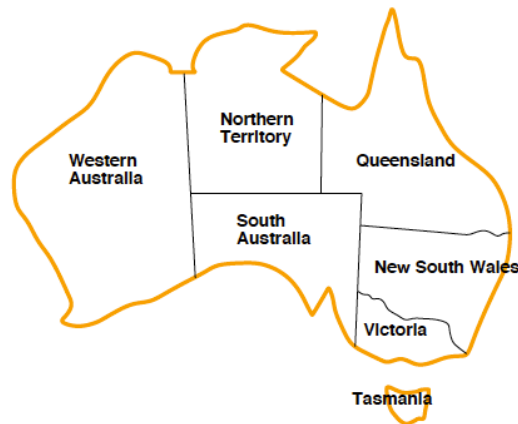 Northern
Territory
Western
Australia
Queensland
South
Australia
New South Wales
Victoria
Tasmania